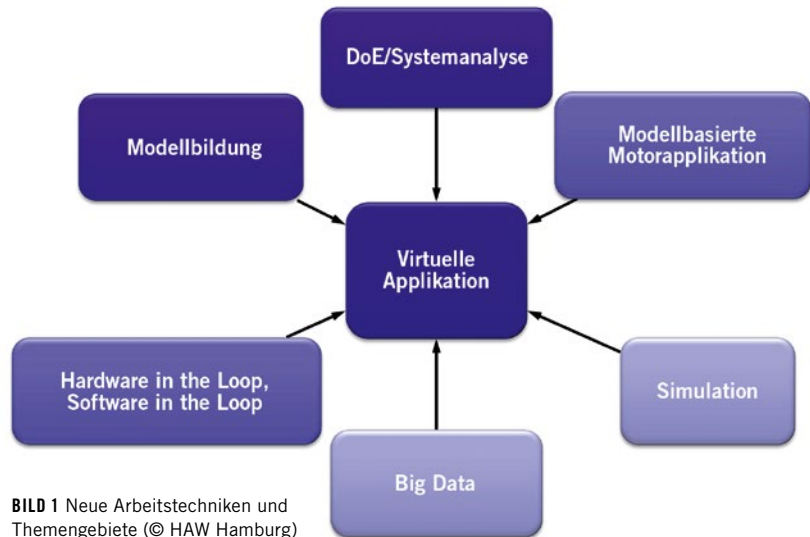 DoE/Systemanalyse
Modellbildung
Modellbasierte
Motorapplikation
Virtuelle
Applikation
Hardware in the Loop,
Software in the Loop
Simulation
Big Data
BILD 1 Neue Arbeitstechniken und
Themengebiete (© HAW Hamburg)